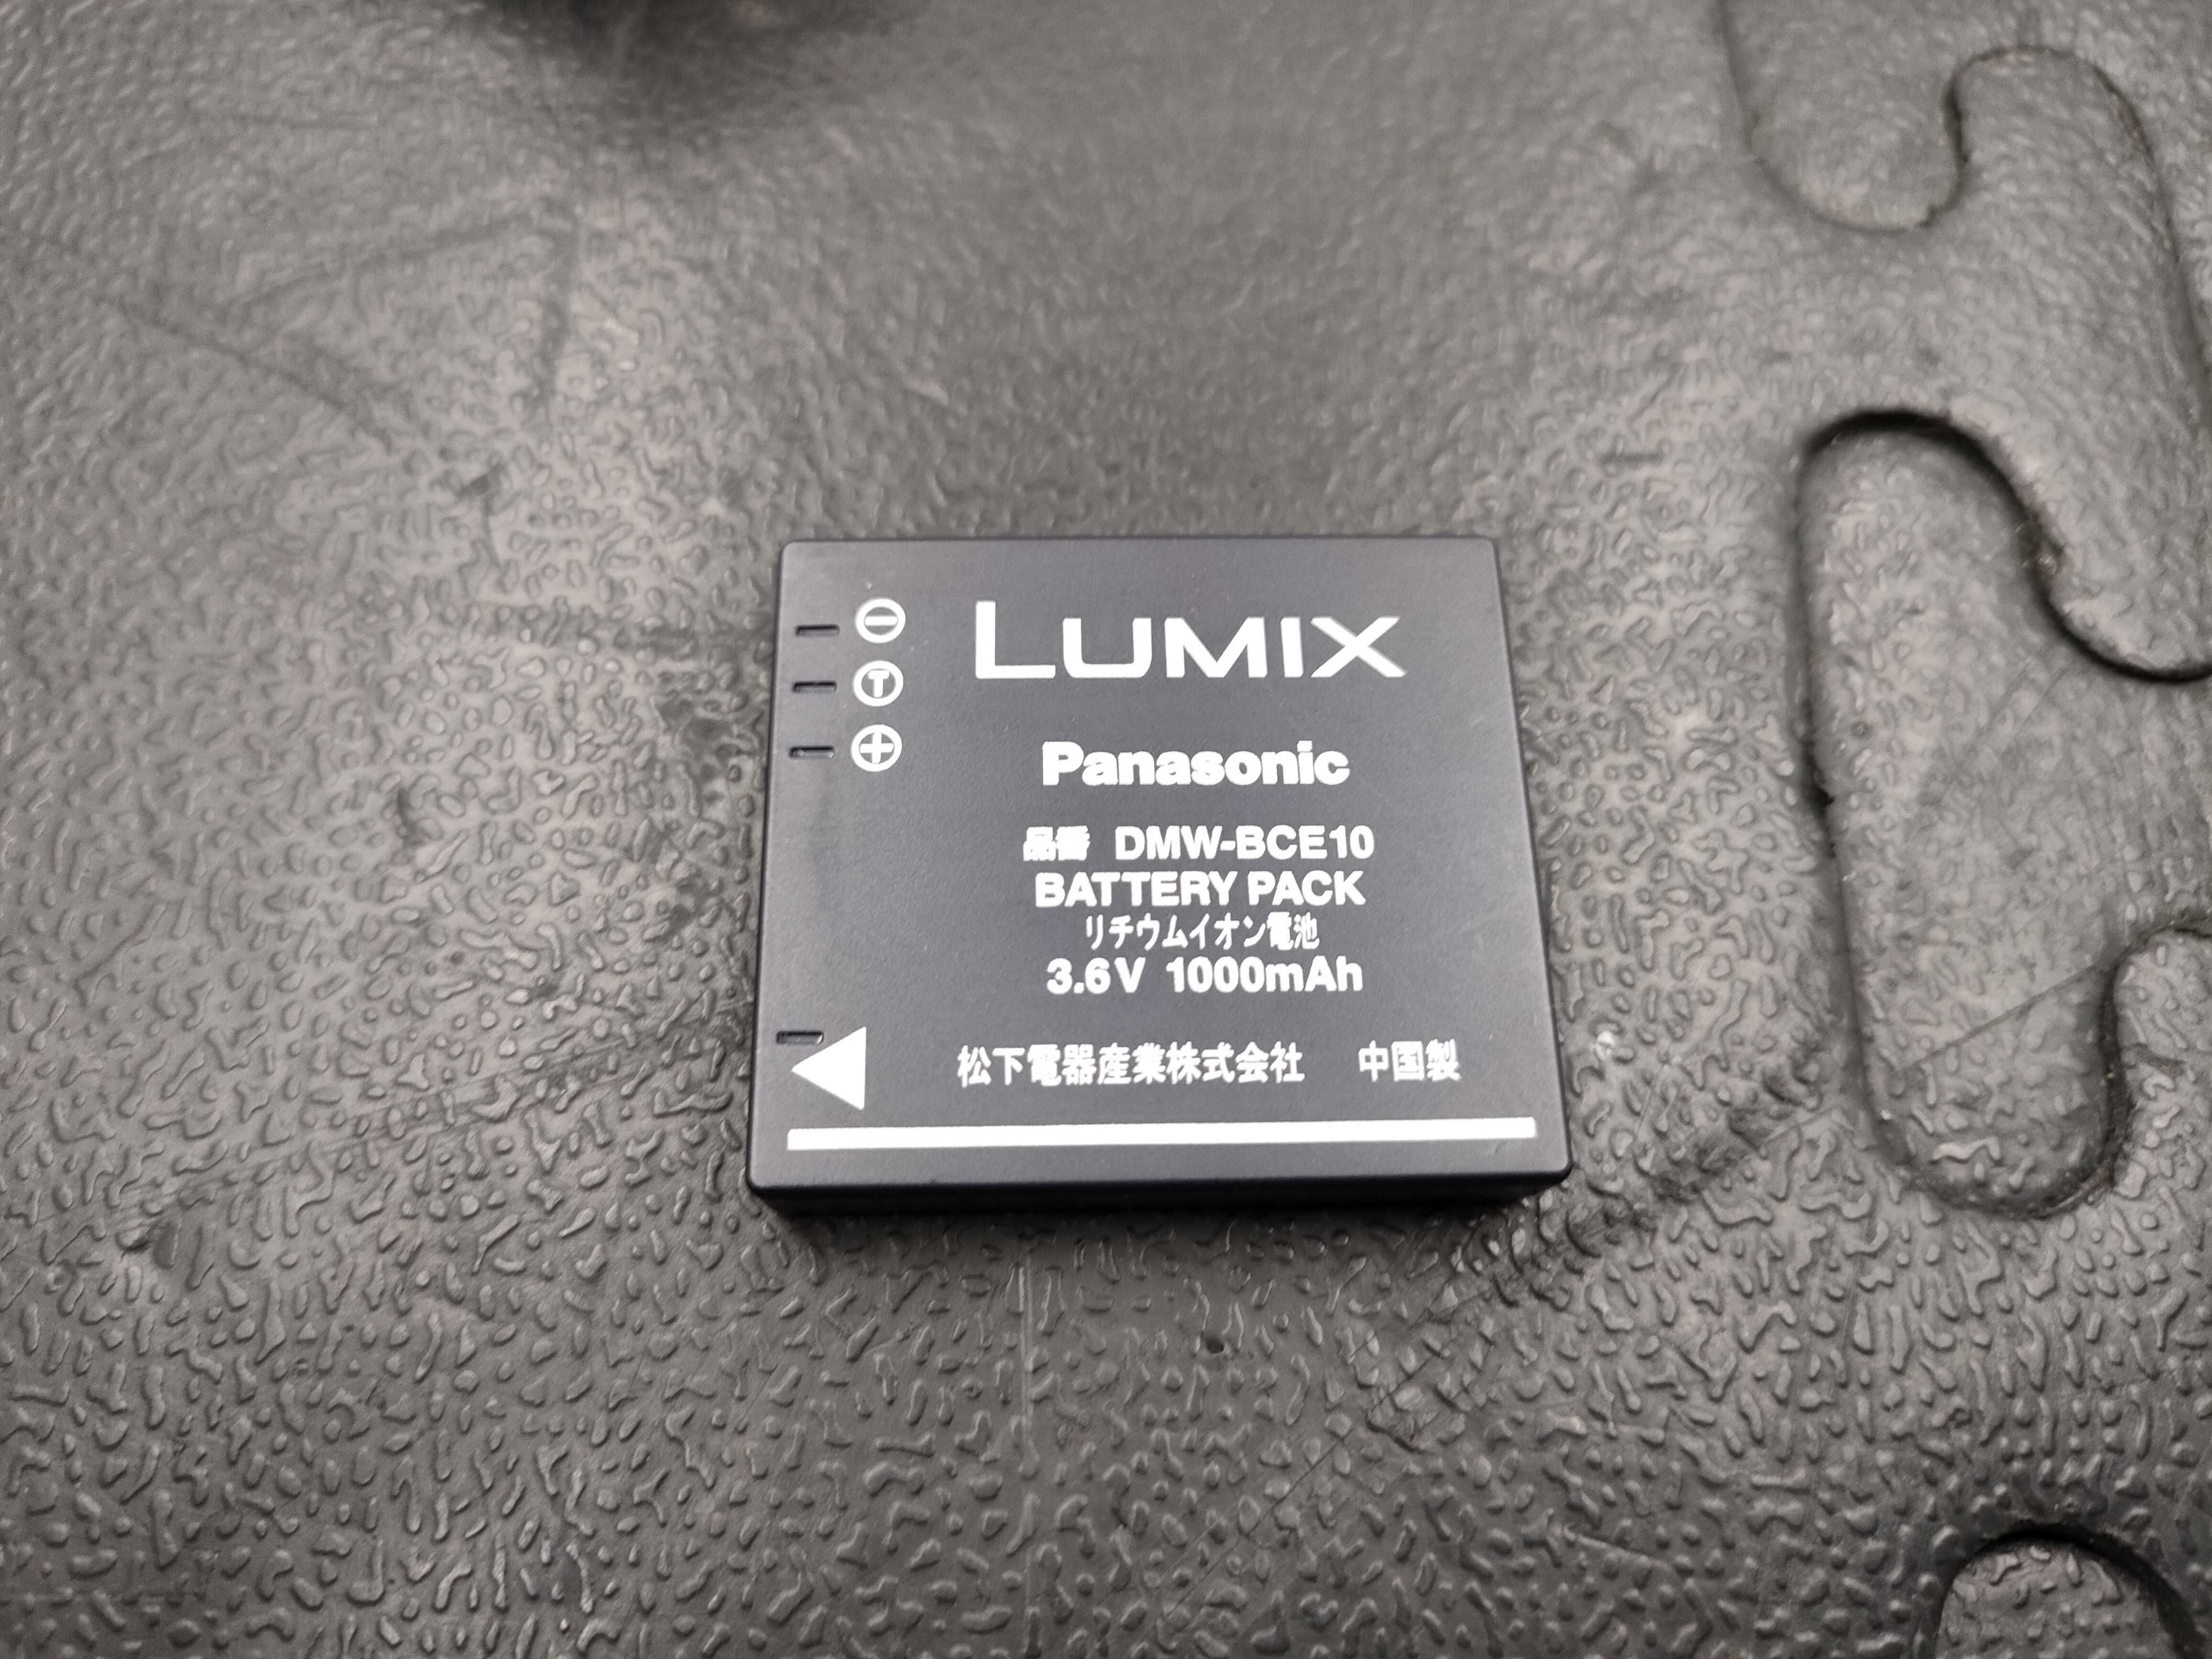 LUMIX
Panasonic
品番 DMW-BCE10
BATTERY PACK
リチウムイオン電池
3.6V 1000mAh
松下電器産業株式会社 中国製
⊖
Ⓣ
⊕